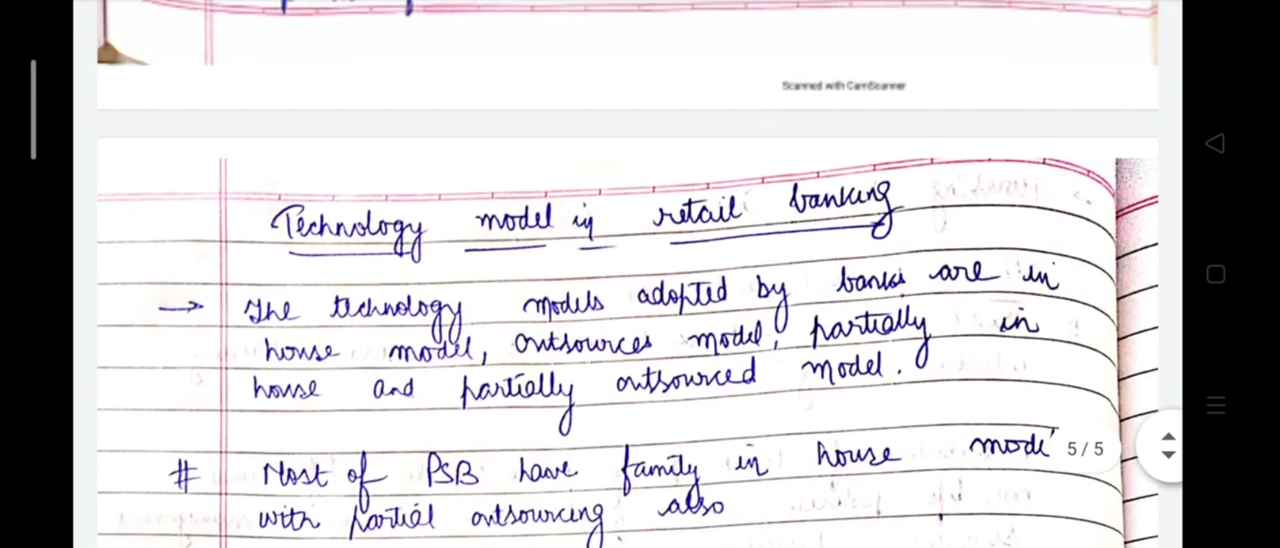 Scanned with CamScanner
Technology model in retail banking
→ The technology models adopted by banks are in
house model, outsources model, partially in
house and partially outsourced model.
# Most of PSB have family in house mode
5 / 5
with partial outsourcing also